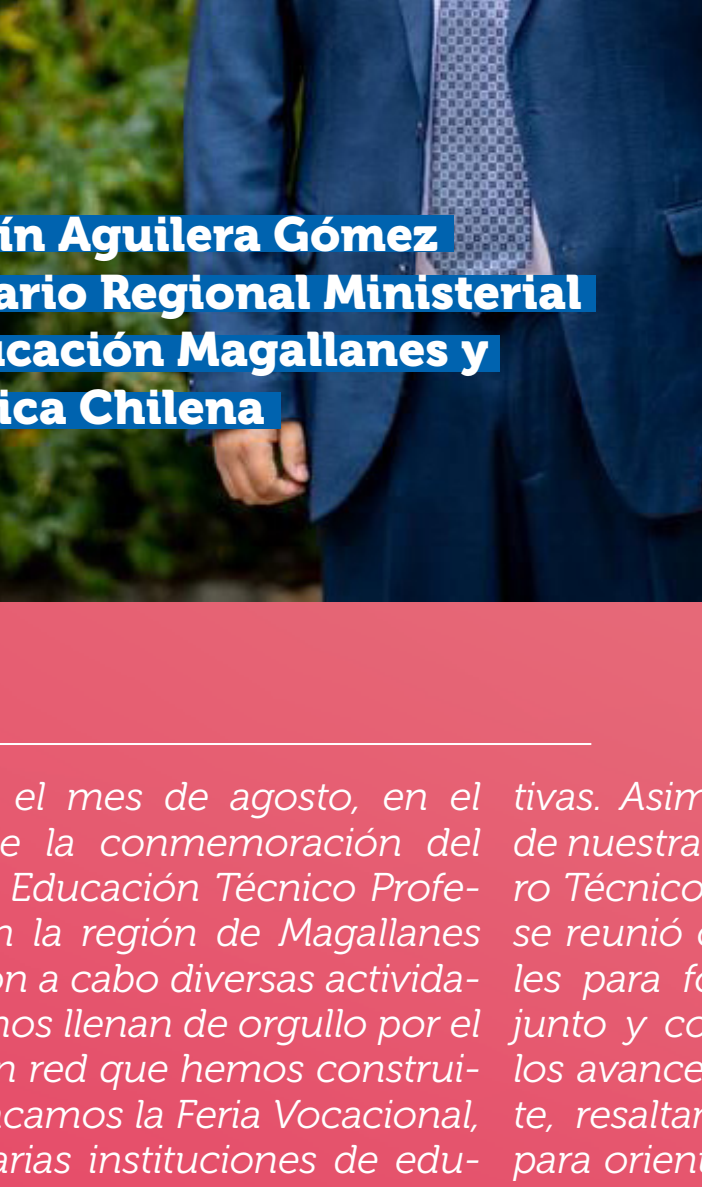 ín Aguilera Gómez
ario Regional Ministerial
ucación Magallanes y
ica Chilena
el mes de agosto, en el
e la conmemoración del
Educación Técnico Profe-
n la región de Magallanes
on a cabo diversas activida-
nos llenan de orgullo por el
n red que hemos construi-
acamos la Feria Vocacional,
arias instituciones de edu-
tivas. Asim
de nuestra
ro Técnico
se reunió
les para fo
junto y co
los avance
te, resaltar
para orient